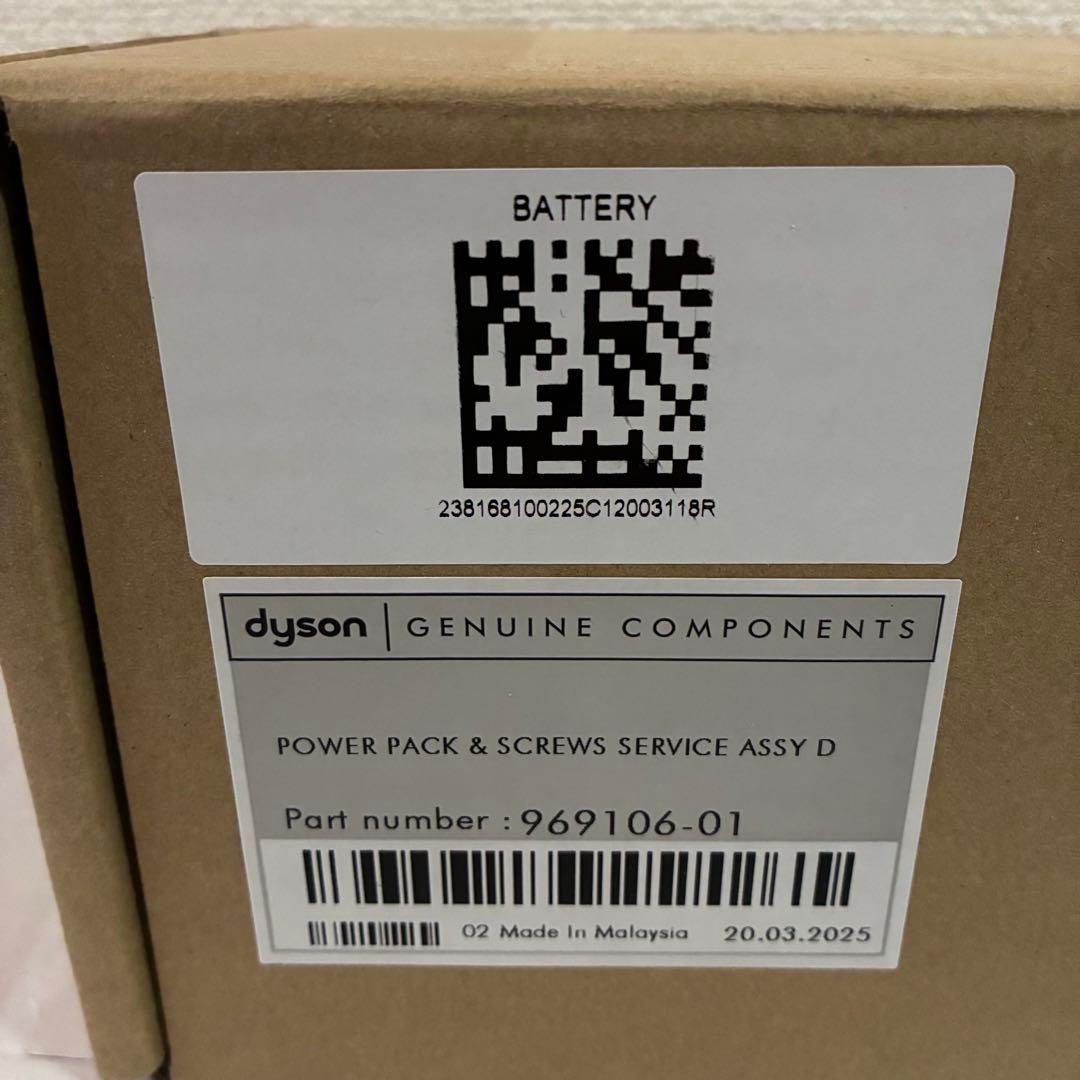 BATTERY
238168100225C12003118R
dyson | GENUINE COMPONENTS
POWER PACK & SCREWS SERVICE ASSY D
Part number : 969106-01
02 Made In Malaysia 20.03.2025